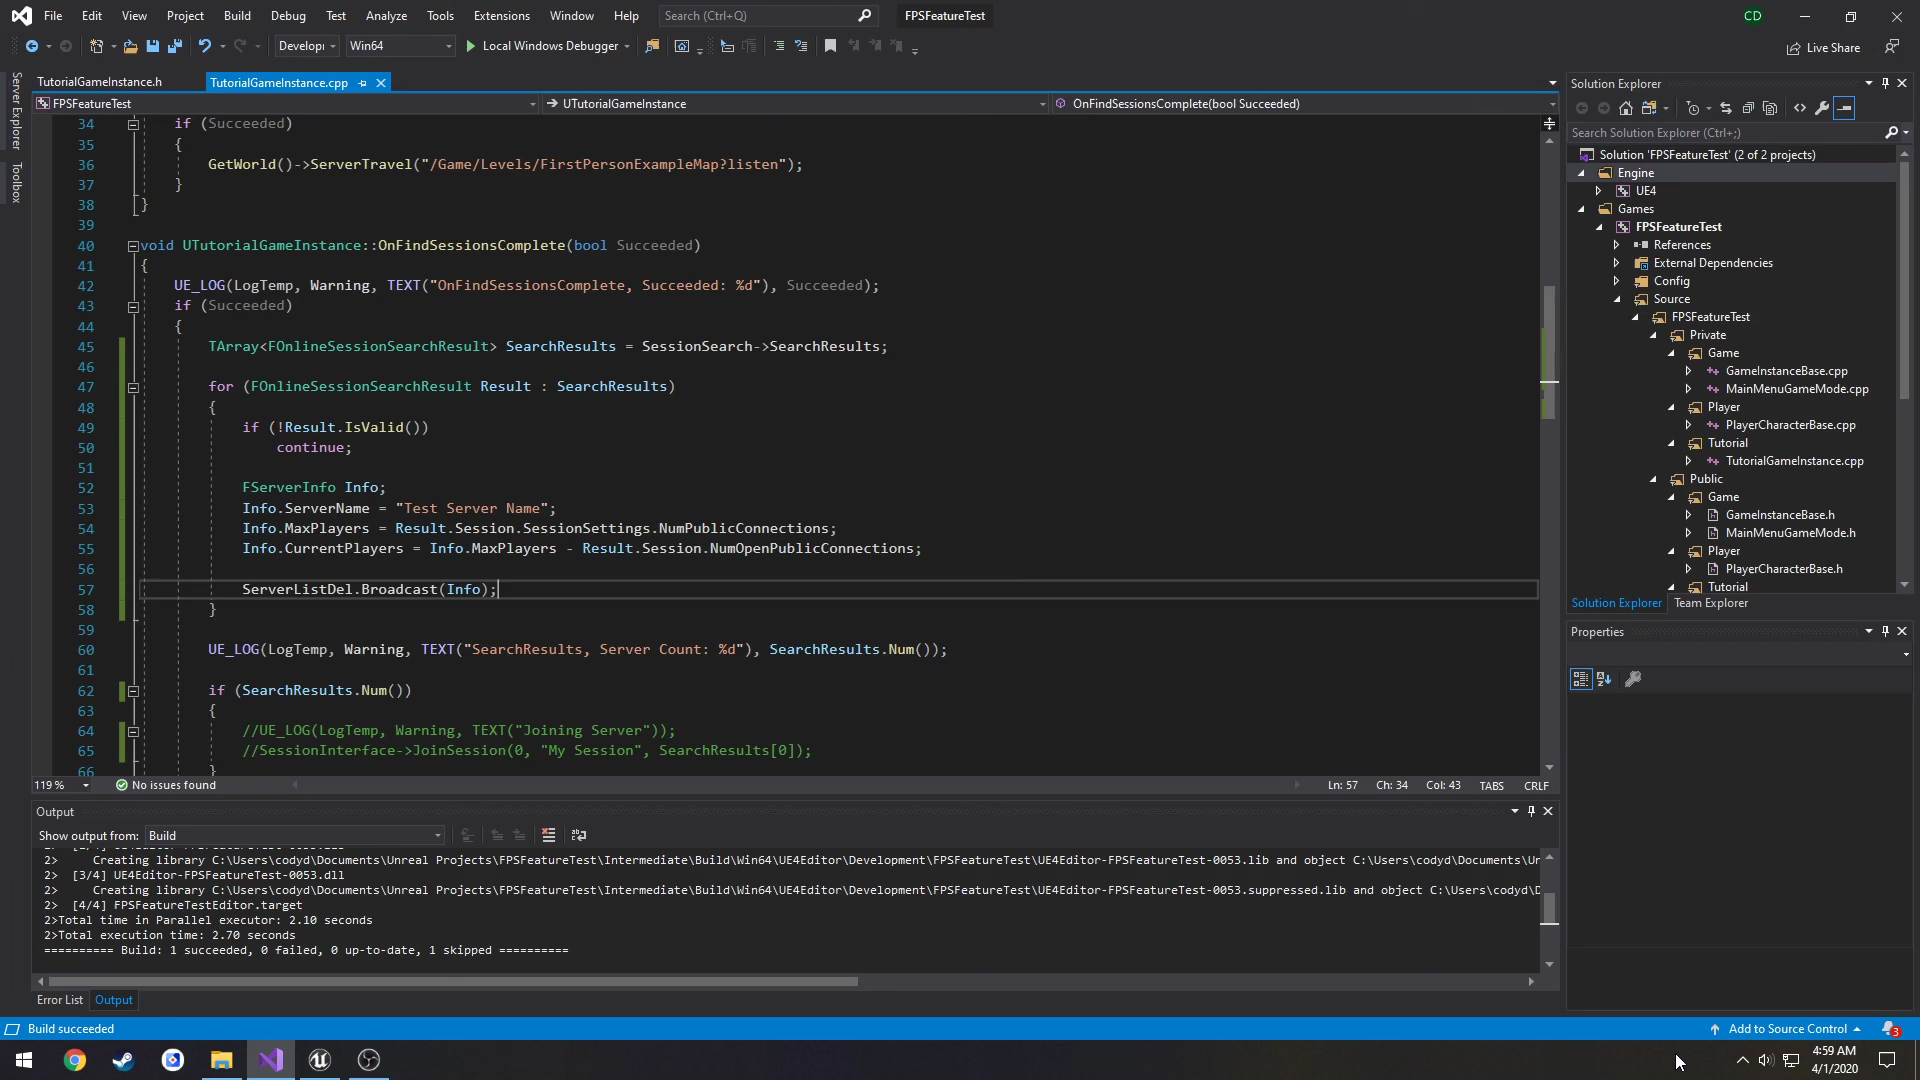 File Edit View Project Build Debug Test Analyze Tools Extensions Window Help Search (Ctrl+Q) FPSFeatureTest CD
Develop Win64 Local Windows Debugger Live Share
Server Explorer
Toolbox
TutorialGameInstance.h TutorialGameInstance.cpp
FPSFeatureTest UTutorialGameInstance OnFindSessionsComplete(bool Succeeded)
34 if (Succeeded)
35 {
36 GetWorld()->ServerTravel("/Game/Levels/FirstPersonExampleMap?listen");
37 }
38 }
39
40 void UTutorialGameInstance::OnFindSessionsComplete(bool Succeeded)
41 {
42 UE_LOG(LogTemp, Warning, TEXT("OnFindSessionsComplete, Succeeded: %d"), Succeeded);
43 if (Succeeded)
44 {
45 TArray<FOnlineSessionSearchResult> SearchResults = SessionSearch->SearchResults;
46
47 for (FOnlineSessionSearchResult Result : SearchResults)
48 {
49 if (!Result.IsValid())
50 continue;
51
52 FServerInfo Info;
53 Info.ServerName = "Test Server Name";
54 Info.MaxPlayers = Result.Session.SessionSettings.NumPublicConnections;
55 Info.CurrentPlayers = Info.MaxPlayers - Result.Session.NumOpenPublicConnections;
56
57 ServerListDel.Broadcast(Info);
58 }
59
60 UE_LOG(LogTemp, Warning, TEXT("SearchResults, Server Count: %d"), SearchResults.Num());
61
62 if (SearchResults.Num())
63 {
64 //UE_LOG(LogTemp, Warning, TEXT("Joining Server"));
65 //SessionInterface->JoinSession(0, "My Session", SearchResults[0]);
66 }
119 % No issues found Ln: 57 Ch: 34 Col: 43 TABS CRLF
Output
Show output from: Build
2> Creating library C:\Users\codyd\Documents\Unreal Projects\FPSFeatureTest\Intermediate\Build\Win64\UE4Editor\Development\FPSFeatureTest\UE4Editor-FPSFeatureTest-0053.lib and object C:\Users\codyd\Documents\Un
2> [3/4] UE4Editor-FPSFeatureTest-0053.dll
2> Creating library C:\Users\codyd\Documents\Unreal Projects\FPSFeatureTest\Intermediate\Build\Win64\UE4Editor\Development\FPSFeatureTest\UE4Editor-FPSFeatureTest-0053.suppressed.lib and object C:\Users\codyd\D
2> [4/4] FPSFeatureTestEditor.target
2>Total time in Parallel executor: 2.10 seconds
2>Total execution time: 2.70 seconds
========== Build: 1 succeeded, 0 failed, 0 up-to-date, 1 skipped ==========
Error List Output
Solution Explorer
Search Solution Explorer (Ctrl+;)
Solution 'FPSFeatureTest' (2 of 2 projects)
Engine
UE4
Games
FPSFeatureTest
References
External Dependencies
Config
Source
FPSFeatureTest
Private
Game
GameInstanceBase.cpp
MainMenuGameMode.cpp
Player
PlayerCharacterBase.cpp
Tutorial
TutorialGameInstance.cpp
Public
Game
GameInstanceBase.h
MainMenuGameMode.h
Player
PlayerCharacterBase.h
Tutorial
Solution Explorer Team Explorer
Properties
Build succeeded Add to Source Control 3
4:59 AM
4/1/2020